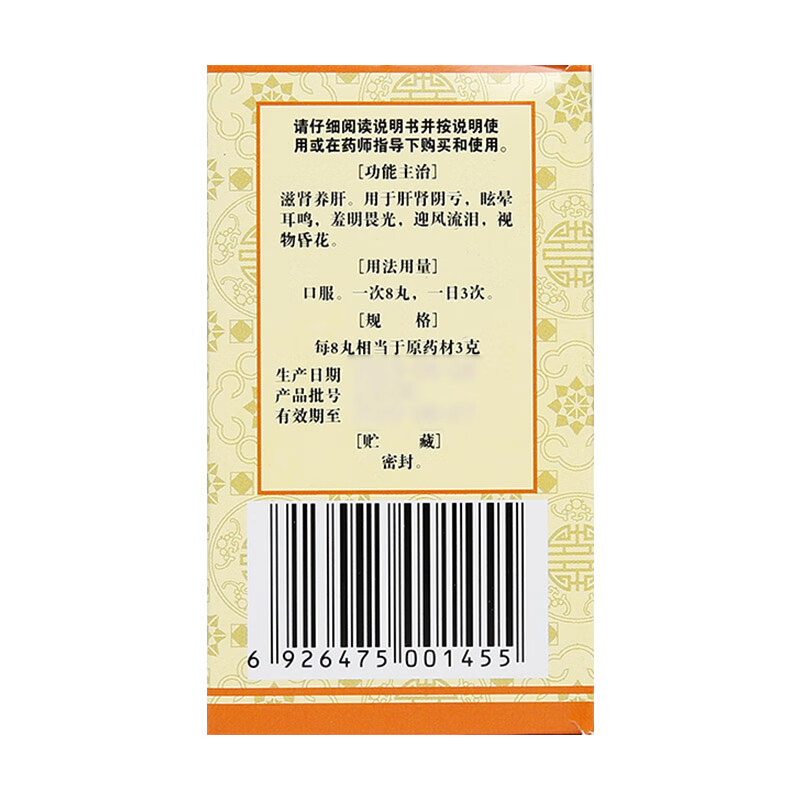 请仔细阅读说明书并按说明使
用或在药师指导下购买和使用。
[功能主治]
滋肾养肝。用于肝肾阴亏，眩晕
耳鸣，羞明畏光，迎风流泪，视
物昏花。
[用法用量]
口服。一次8丸，一日3次。
[规 格]
每8丸相当于原药材3克
生产日期
产品批号
有效期至
[贮 藏]
密封。
6 926475 001455